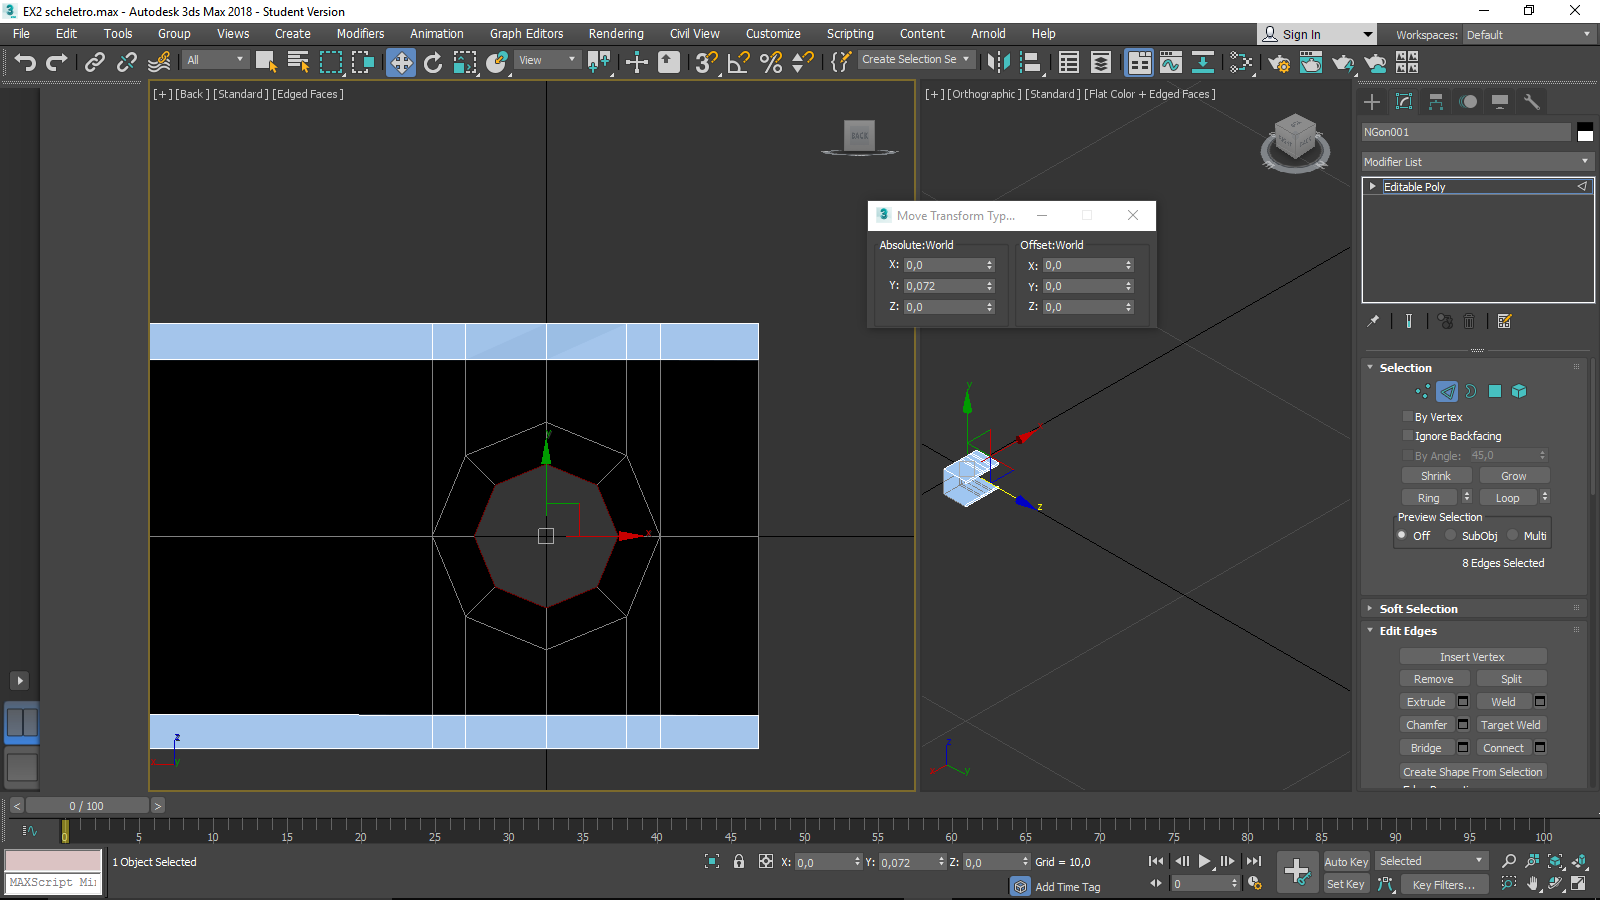 EX2 scheletro.max - Autodesk 3ds Max 2018 - Student Version
File Edit Tools Group Views Create Modifiers Animation Graph Editors Rendering Civil View Customize Scripting Content Arnold Help
Sign In Workspaces: Default
All View Create Selection Se
[+] [Back] [Standard] [Edged Faces]
[+] [Orthographic] [Standard] [Flat Color + Edged Faces]
BACK
NGon001
Modifier List
Editable Poly
Move Transform Typ...
Absolute:World Offset:World
X: 0,0 X: 0,0
Y: 0,072 Y: 0,0
Z: 0,0 Z: 0,0
Selection
By Vertex
Ignore Backfacing
By Angle: 45,0
Shrink Grow
Ring Loop
Preview Selection
Off SubObj Multi
8 Edges Selected
Soft Selection
Edit Edges
Insert Vertex
Remove Split
Extrude Weld
Chamfer Target Weld
Bridge Connect
Create Shape From Selection
y
x
y
z
z
y
z
y
< 0 / 100 >
0 5 10 15 20 25 30 35 40 45 50 55 60 65 70 75 80 85 90 95 100
1 Object Selected
X: 0,0 Y: 0,072 Z: 0,0 Grid = 10,0
Auto Key Selected
MAXScript Mi
Add Time Tag
0
Set Key Key Filters...